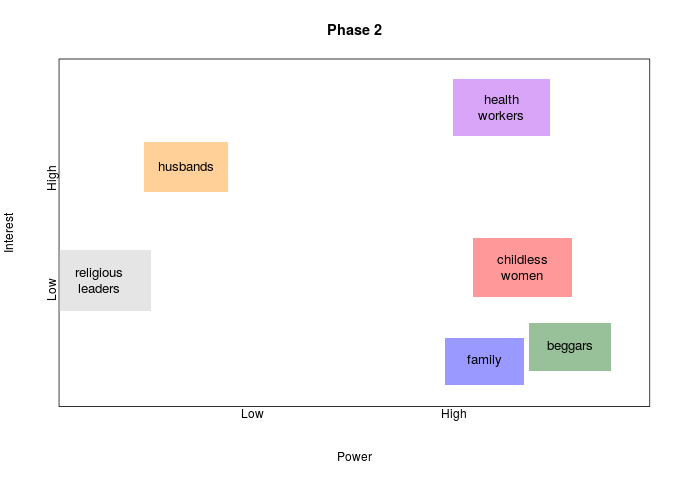 Phase 2
health
workers
husbands
High
Interest
childless
women
religious
leaders
Low
beggars
family
Low
High
Power